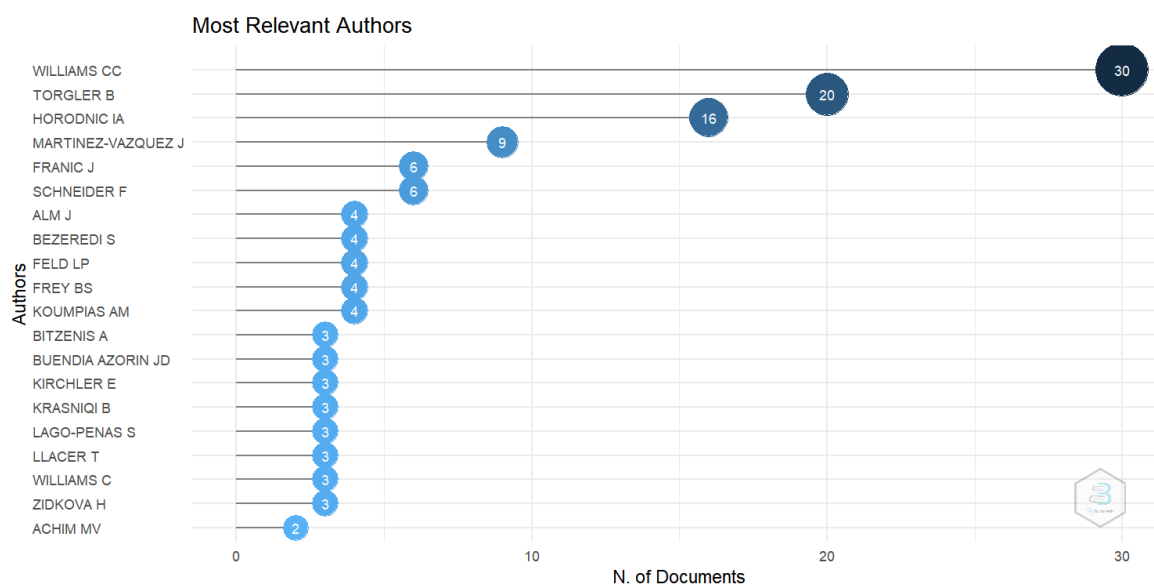 Most Relevant Authors
WILLIAMS CC 30
TORGLER B 20
HORODNIC IA 16
MARTINEZ-VAZQUEZ J 9
FRANIC J 6
SCHNEIDER F 6
ALM J 4
BEZEREDI S 4
FELD LP 4
FREY BS 4
KOUMPIAS AM 4
BITZENIS A 3
BUENDIA AZORIN JD 3
KIRCHLER E 3
KRASNIQI B 3
LAGO-PENAS S 3
LLACER T 3
WILLIAMS C 3
ZIDKOVA H 3
ACHIM MV 2
Authors
0 10 20 30
N. of Documents